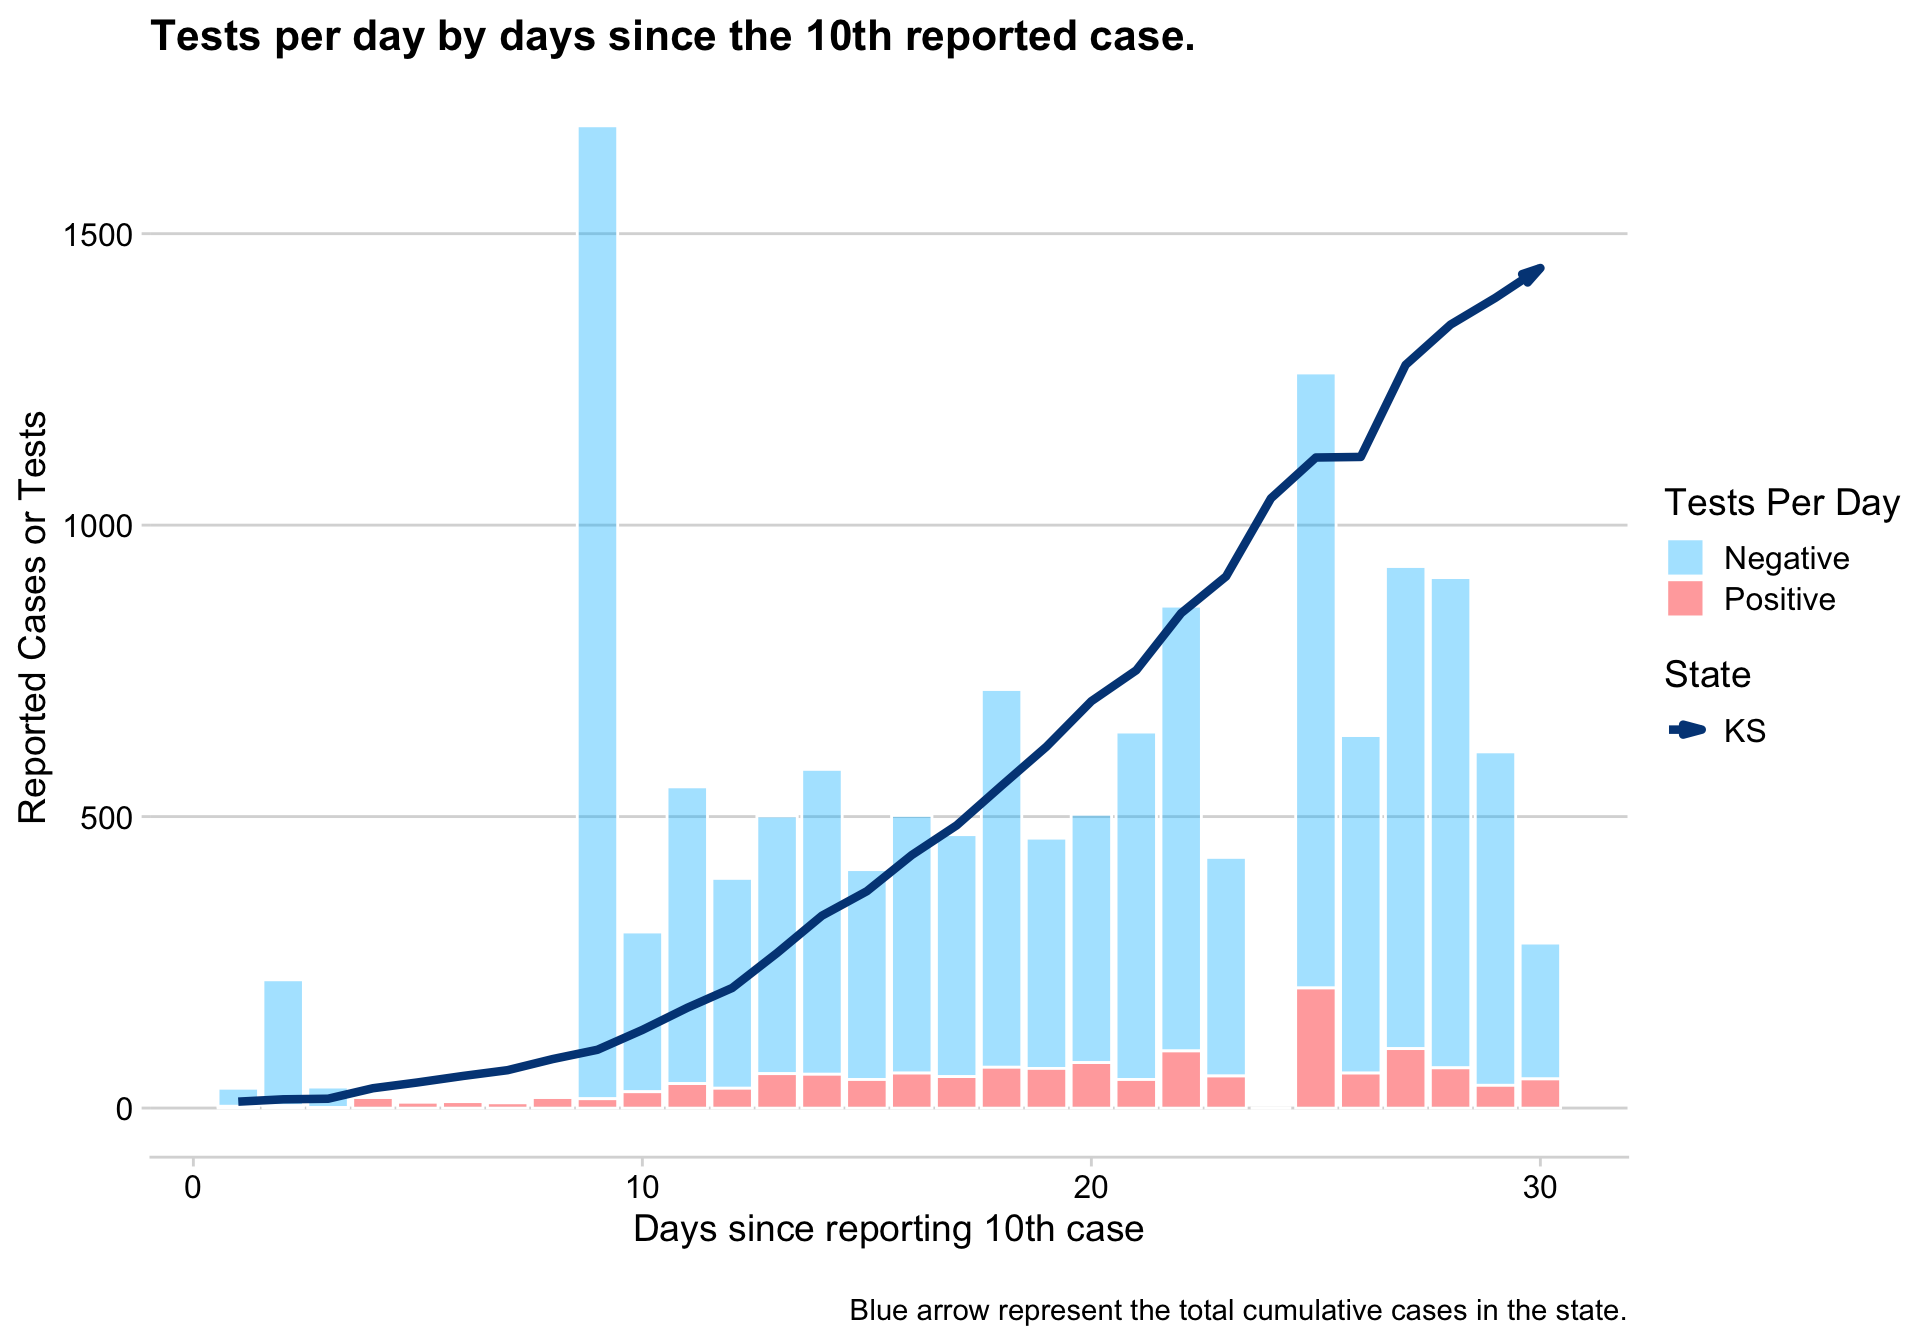 Tests per day by days since the 10th reported case.
Reported Cases or Tests
1500
1000
500
0
0
10
20
30
Days since reporting 10th case
Tests Per Day
Negative
Positive
State
KS
Blue arrow represent the total cumulative cases in the state.